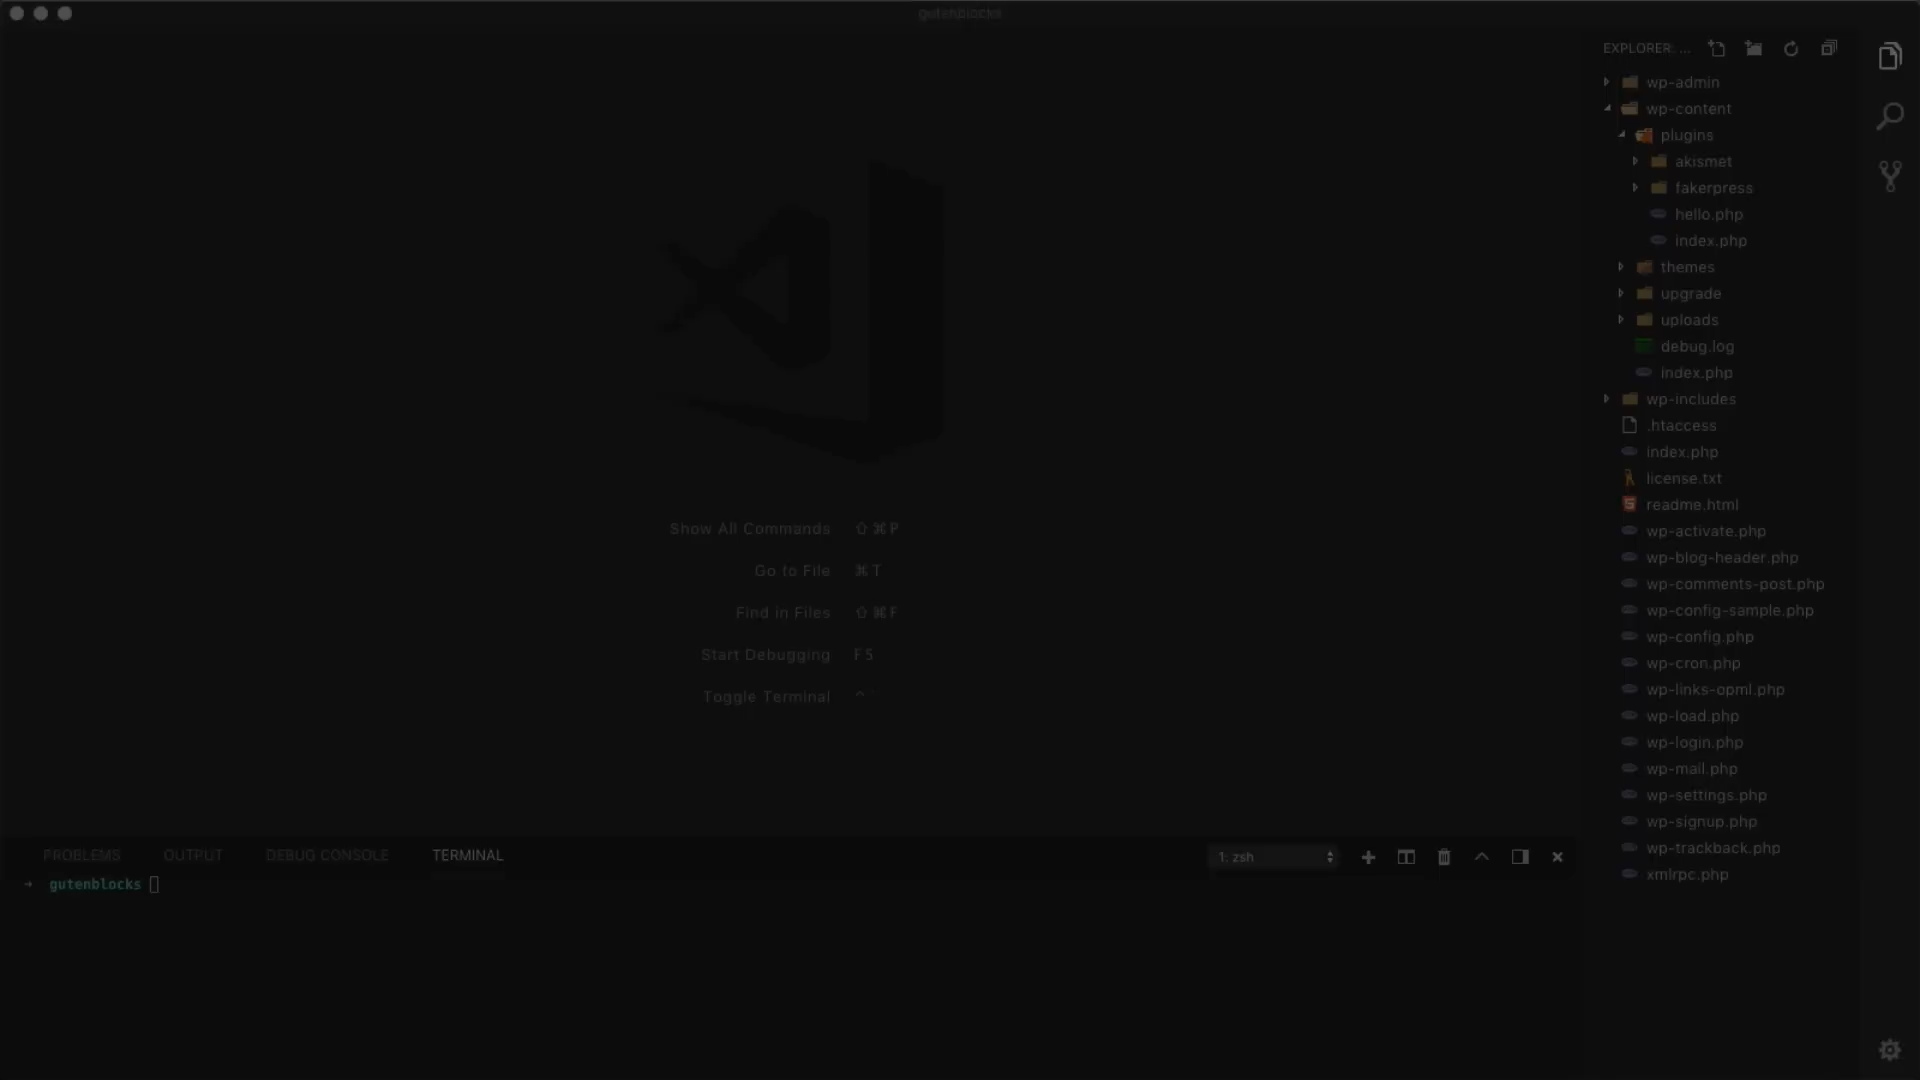 gutenblocks
EXPLORER: ...
wp-admin
wp-content
plugins
akismet
fakerpress
hello.php
index.php
themes
upgrade
uploads
debug.log
index.php
wp-includes
.htaccess
index.php
license.txt
readme.html
wp-activate.php
wp-blog-header.php
wp-comments-post.php
wp-config-sample.php
wp-config.php
wp-cron.php
wp-links-opml.php
wp-load.php
wp-login.php
wp-mail.php
wp-settings.php
wp-signup.php
wp-trackback.php
xmlrpc.php
Show All Commands ⇧⌘P
Go to File ⌘T
Find in Files ⇧⌘F
Start Debugging F5
Toggle Terminal ^`
PROBLEMS OUTPUT DEBUG CONSOLE TERMINAL 1: zsh
→ gutenblocks